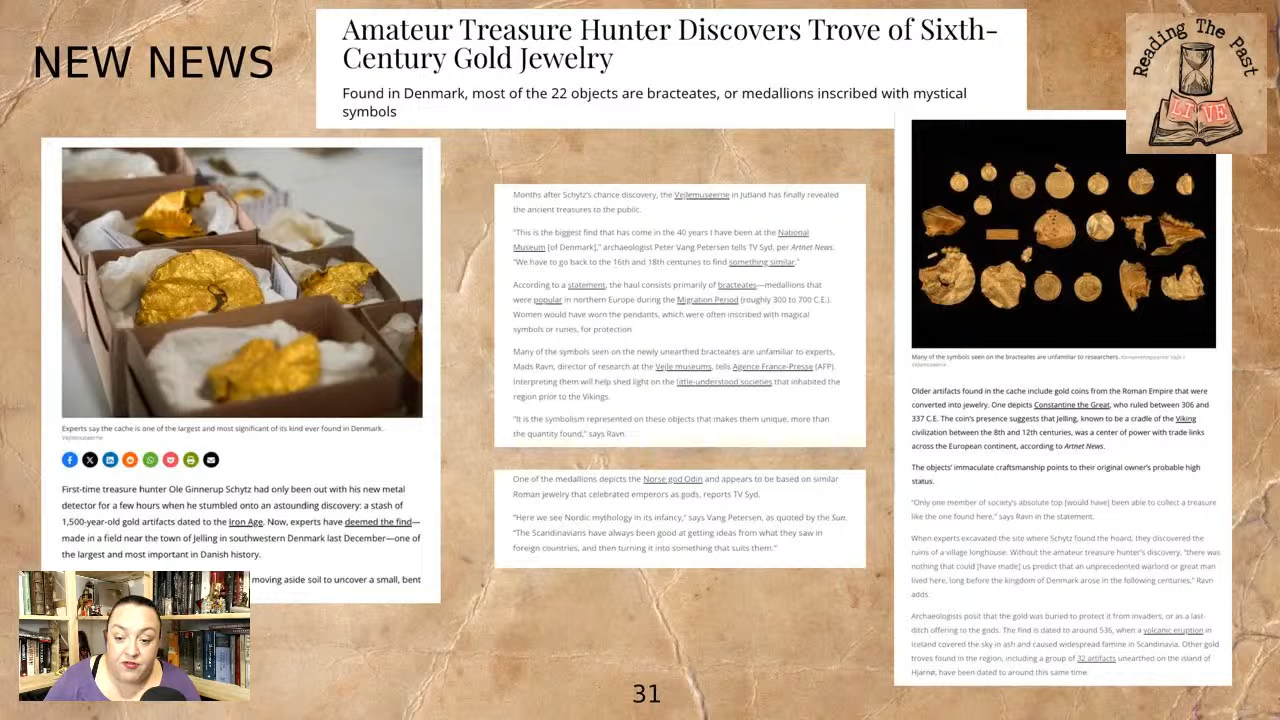 NEW NEWS
Amateur Treasure Hunter Discovers Trove of Sixth-
Century Gold Jewelry
Found in Denmark, most of the 22 objects are bracteates, or medallions inscribed with mystical
symbols
Reading The Past
LIVE
Experts say the cache is one of the largest and most significant of its kind ever found in Denmark.
Vejlemuseerne
First-time treasure hunter Ole Ginnerup Schytz had only been out with his new metal
detector for a few hours when he stumbled onto an astounding discovery: a stash of
1,500-year-old gold artifacts dated to the Iron Age. Now, experts have deemed the find—
made in a field near the town of Jelling in southwestern Denmark last December—one of
the largest and most important in Danish history.
moving aside soil to uncover a small, bent
Months after Schytz's chance discovery, the Vejlemuseerne in Jutland has finally revealed
the ancient treasures to the public.
"This is the biggest find that has come in the 40 years I have been at the National
Museum [of Denmark]," archaeologist Peter Vang Petersen tells TV Syd, per Artnet News.
"We have to go back to the 16th and 18th centuries to find something similar."
According to a statement, the haul consists primarily of bracteates—medallions that
were popular in northern Europe during the Migration Period (roughly 300 to 700 C.E.).
Women would have worn the pendants, which were often inscribed with magical
symbols or runes, for protection
Many of the symbols seen on the newly unearthed bracteates are unfamiliar to experts,
Mads Ravn, director of research at the Vejle museums, tells Agence France-Presse (AFP).
Interpreting them will help shed light on the little-understood societies that inhabited the
region prior to the Vikings.
"It is the symbolism represented on these objects that makes them unique, more than
the quantity found," says Ravn.
One of the medallions depicts the Norse god Odin and appears to be based on similar
Roman jewelry that celebrated emperors as gods, reports TV Syd.
"Here we see Nordic mythology in its infancy," says Vang Petersen, as quoted by the Sun.
"The Scandinavians have always been good at getting ideas from what they saw in
foreign countries, and then turning it into something that suits them."
Many of the symbols seen on the bracteates are unfamiliar to researchers. Konserveringscenter Vejle /
Vejlemuseerne
Older artifacts found in the cache include gold coins from the Roman Empire that were
converted into jewelry. One depicts Constantine the Great, who ruled between 306 and
337 C.E. The coin's presence suggests that Jelling, known to be a cradle of the Viking
civilization between the 8th and 12th centuries, was a center of power with trade links
across the European continent, according to Artnet News.
The objects' immaculate craftsmanship points to their original owner's probable high
status.
"Only one member of society's absolute top [would have] been able to collect a treasure
like the one found here," says Ravn in the statement.
When experts excavated the site where Schytz found the hoard, they discovered the
ruins of a village longhouse. Without the amateur treasure hunter's discovery, "there was
nothing that could [have made] us predict that an unprecedented warlord or great man
lived here, long before the kingdom of Denmark arose in the following centuries," Ravn
adds.
Archaeologists posit that the gold was buried to protect it from invaders, or as a last-
ditch offering to the gods. The find is dated to around 536, when a volcanic eruption in
Iceland covered the sky in ash and caused widespread famine in Scandinavia. Other gold
troves found in the region, including a group of 32 artifacts unearthed on the island of
Hjarnø, have been dated to around this same time.
31